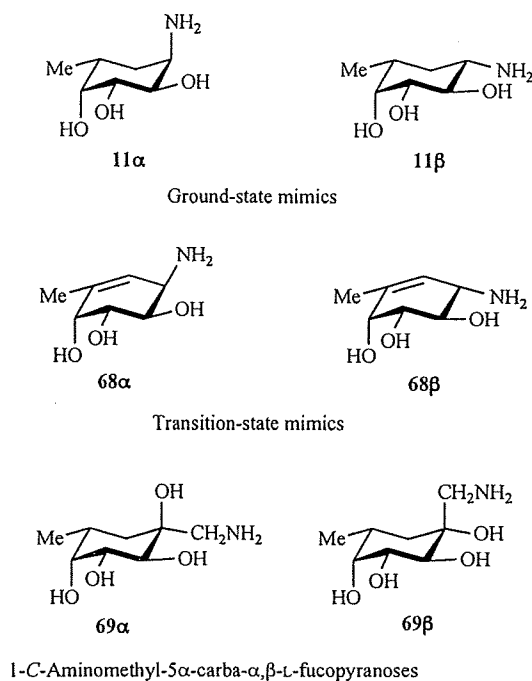 NH₂
Me
OH
OH
HO
11α
Me
NH₂
OH
OH
HO
11β
Ground-state mimics
NH₂
Me
OH
OH
HO
68α
Me
NH₂
OH
OH
HO
68β
Transition-state mimics
OH
Me
CH₂NH₂
OH
OH
HO
69α
CH₂NH₂
Me
OH
OH
OH
HO
69β
1-C-Aminomethyl-5α-carba-α,β-L-fucopyranoses